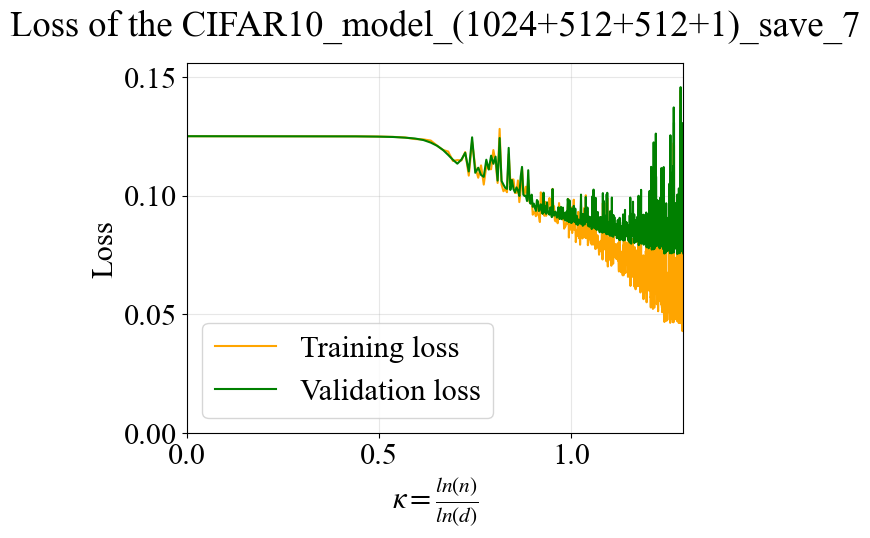 Loss of the CIFAR10_model_(1024+512+512+1)_save_7
0.15
0.10
0.05
0.00
Loss
Training loss
Validation loss
0.0 0.5 1.0
κ = ln(n)/ln(d)